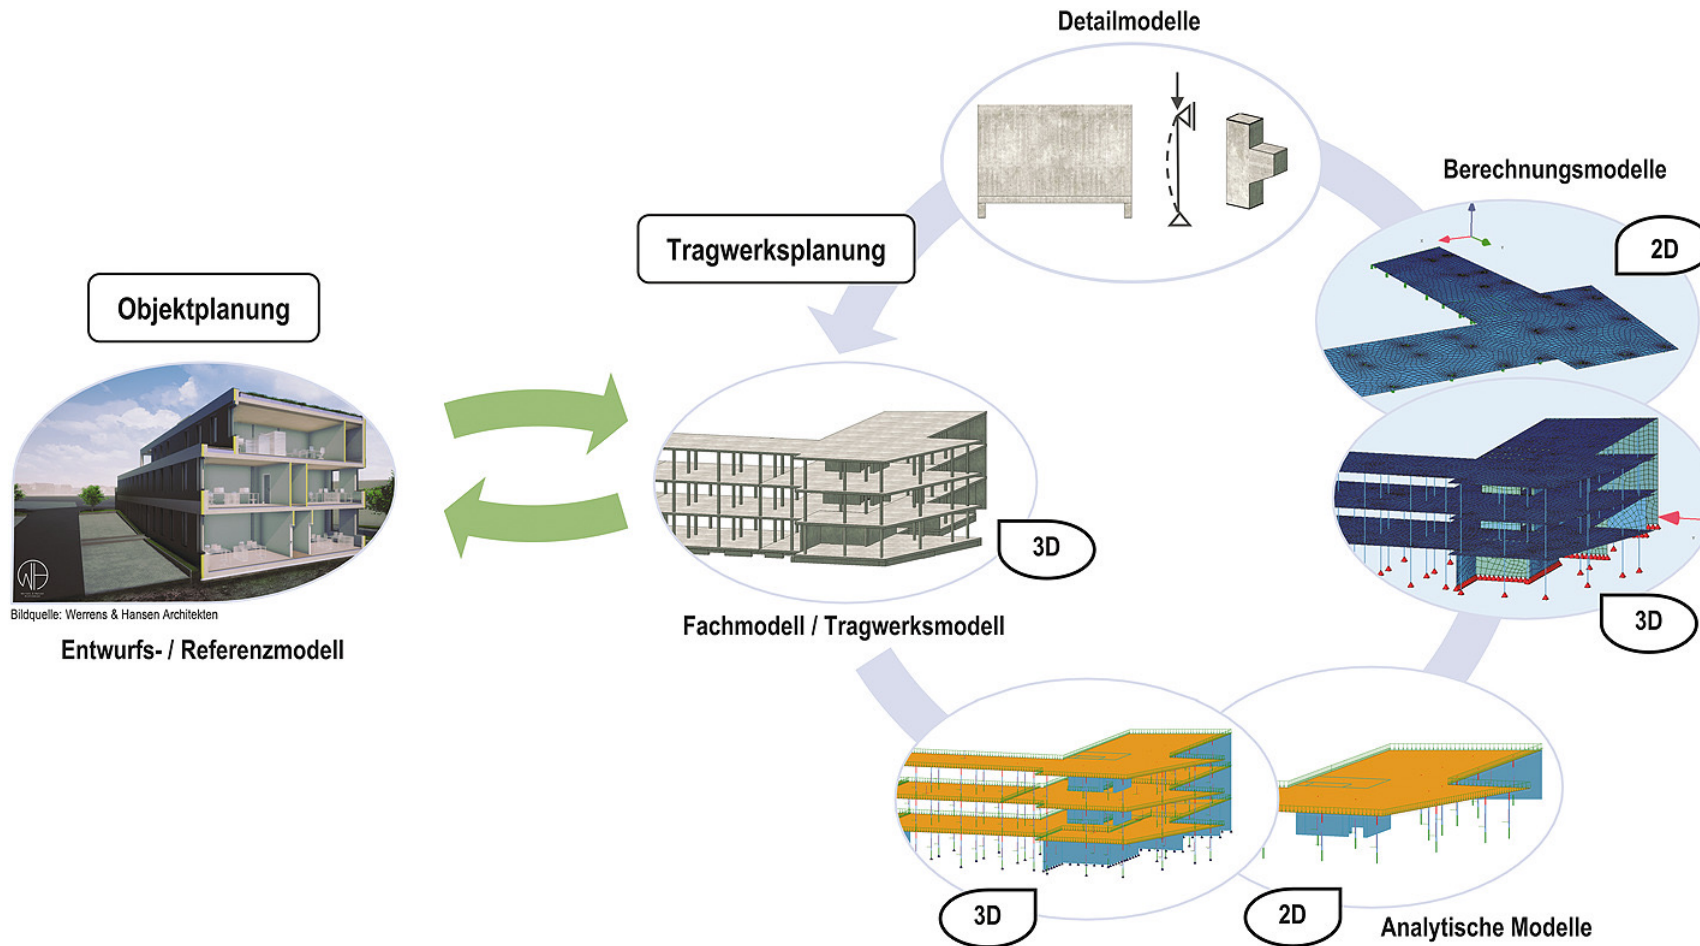 Detailmodelle
Berechnungsmodelle
2D
Tragwerksplanung
Objektplanung
3D
Bildquelle: Werrens & Hansen Architekten
Entwurfs- / Referenzmodell
Fachmodell / Tragwerksmodell
3D
3D
2D
Analytische Modelle